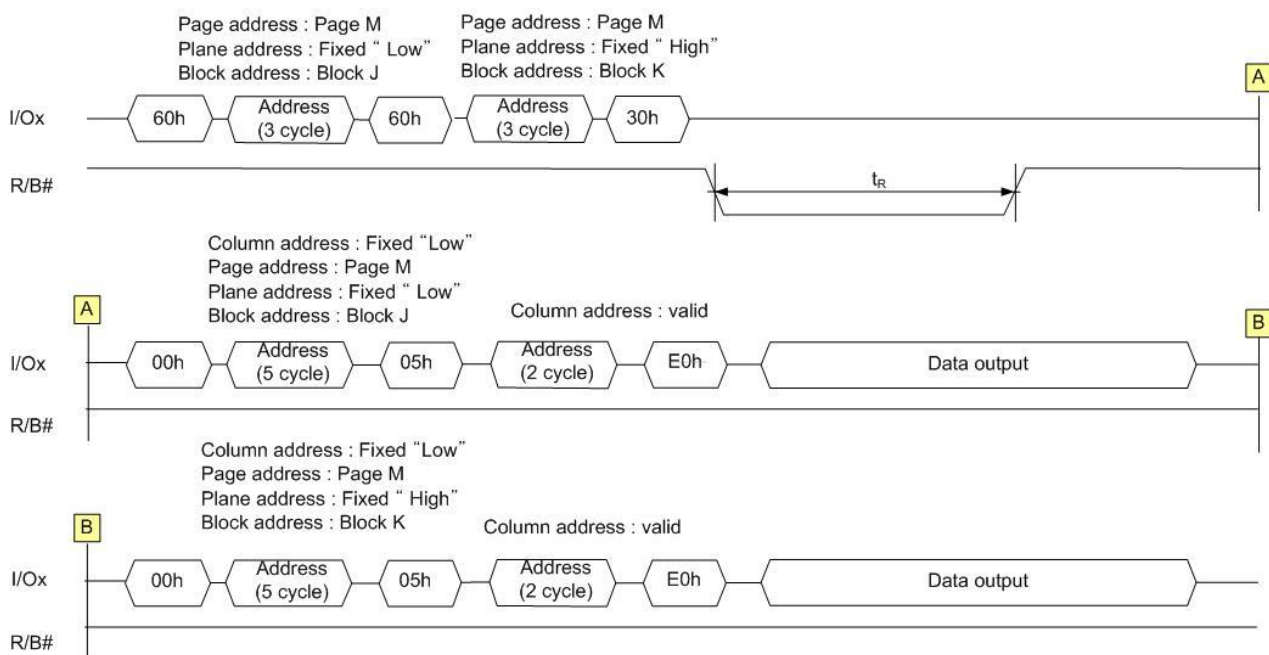 Page address : Page M
Plane address : Fixed “ Low”
Block address : Block J
Page address : Page M
Plane address : Fixed “ High”
Block address : Block K
A
I/Ox
60h
Address
(3 cycle)
60h
Address
(3 cycle)
30h
R/B#
tR
Column address : Fixed “Low”
Page address : Page M
Plane address : Fixed “ Low”
Block address : Block J
Column address : valid
A
B
I/Ox
00h
Address
(5 cycle)
05h
Address
(2 cycle)
E0h
Data output
R/B#
Column address : Fixed “Low”
Page address : Page M
Plane address : Fixed “ High”
Block address : Block K
Column address : valid
B
I/Ox
00h
Address
(5 cycle)
05h
Address
(2 cycle)
E0h
Data output
R/B#